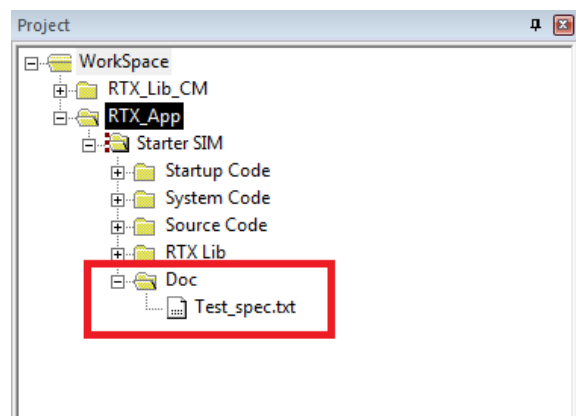 Project
WorkSpace
RTX_Lib_CM
RTX_App
Starter SIM
Startup Code
System Code
Source Code
RTX Lib
Doc
Test_spec.txt